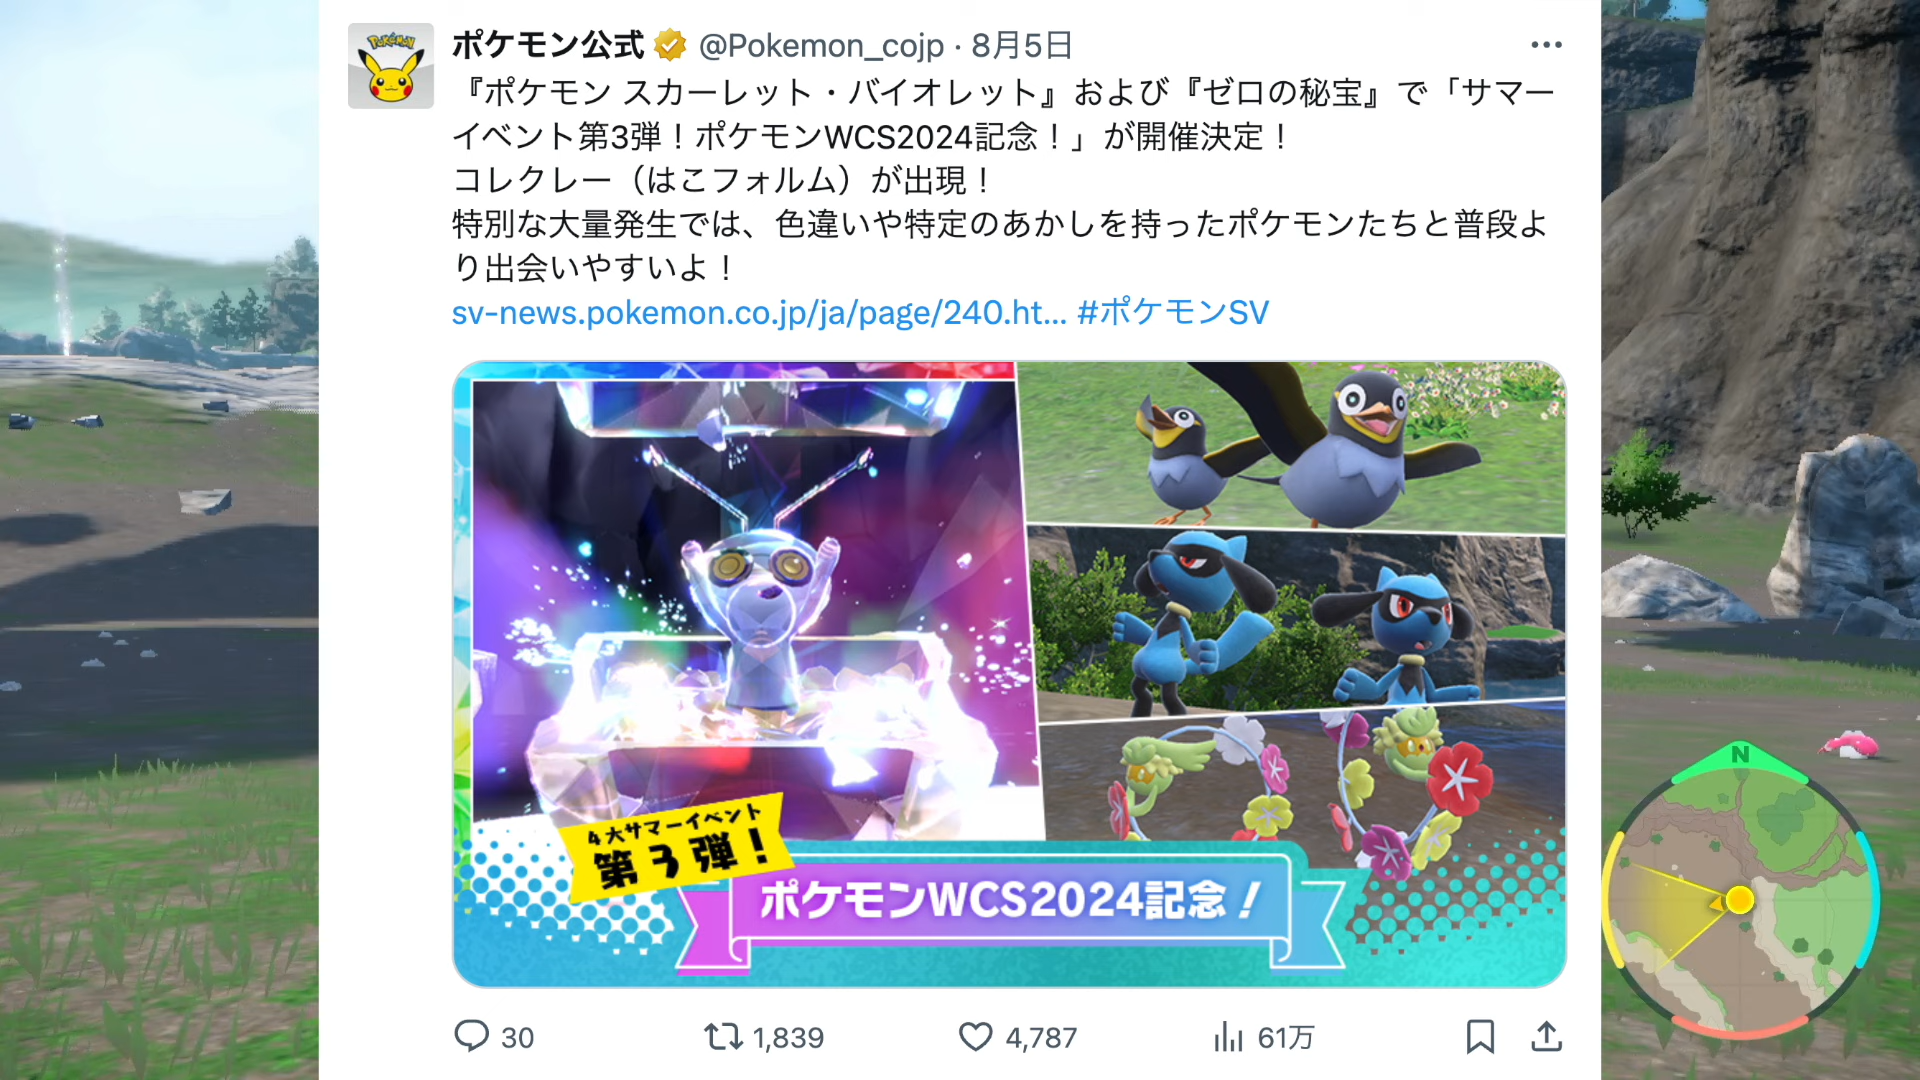 POKéMON
ポケモン公式 @Pokemon_cojp · 8月5日
『ポケモン スカーレット・バイオレット』および『ゼロの秘宝』で「サマー
イベント第3弾！ポケモンWCS2024記念！」が開催決定！
コレクレー（はこフォルム）が出現！
特別な大量発生では、色違いや特定のあかしを持ったポケモンたちと普段よ
り出会いやすいよ！
sv-news.pokemon.co.jp/ja/page/240.ht... #ポケモンSV
4大サマーイベント
第3弾！
ポケモンWCS2024記念！
N
30 1,839 4,787 61万